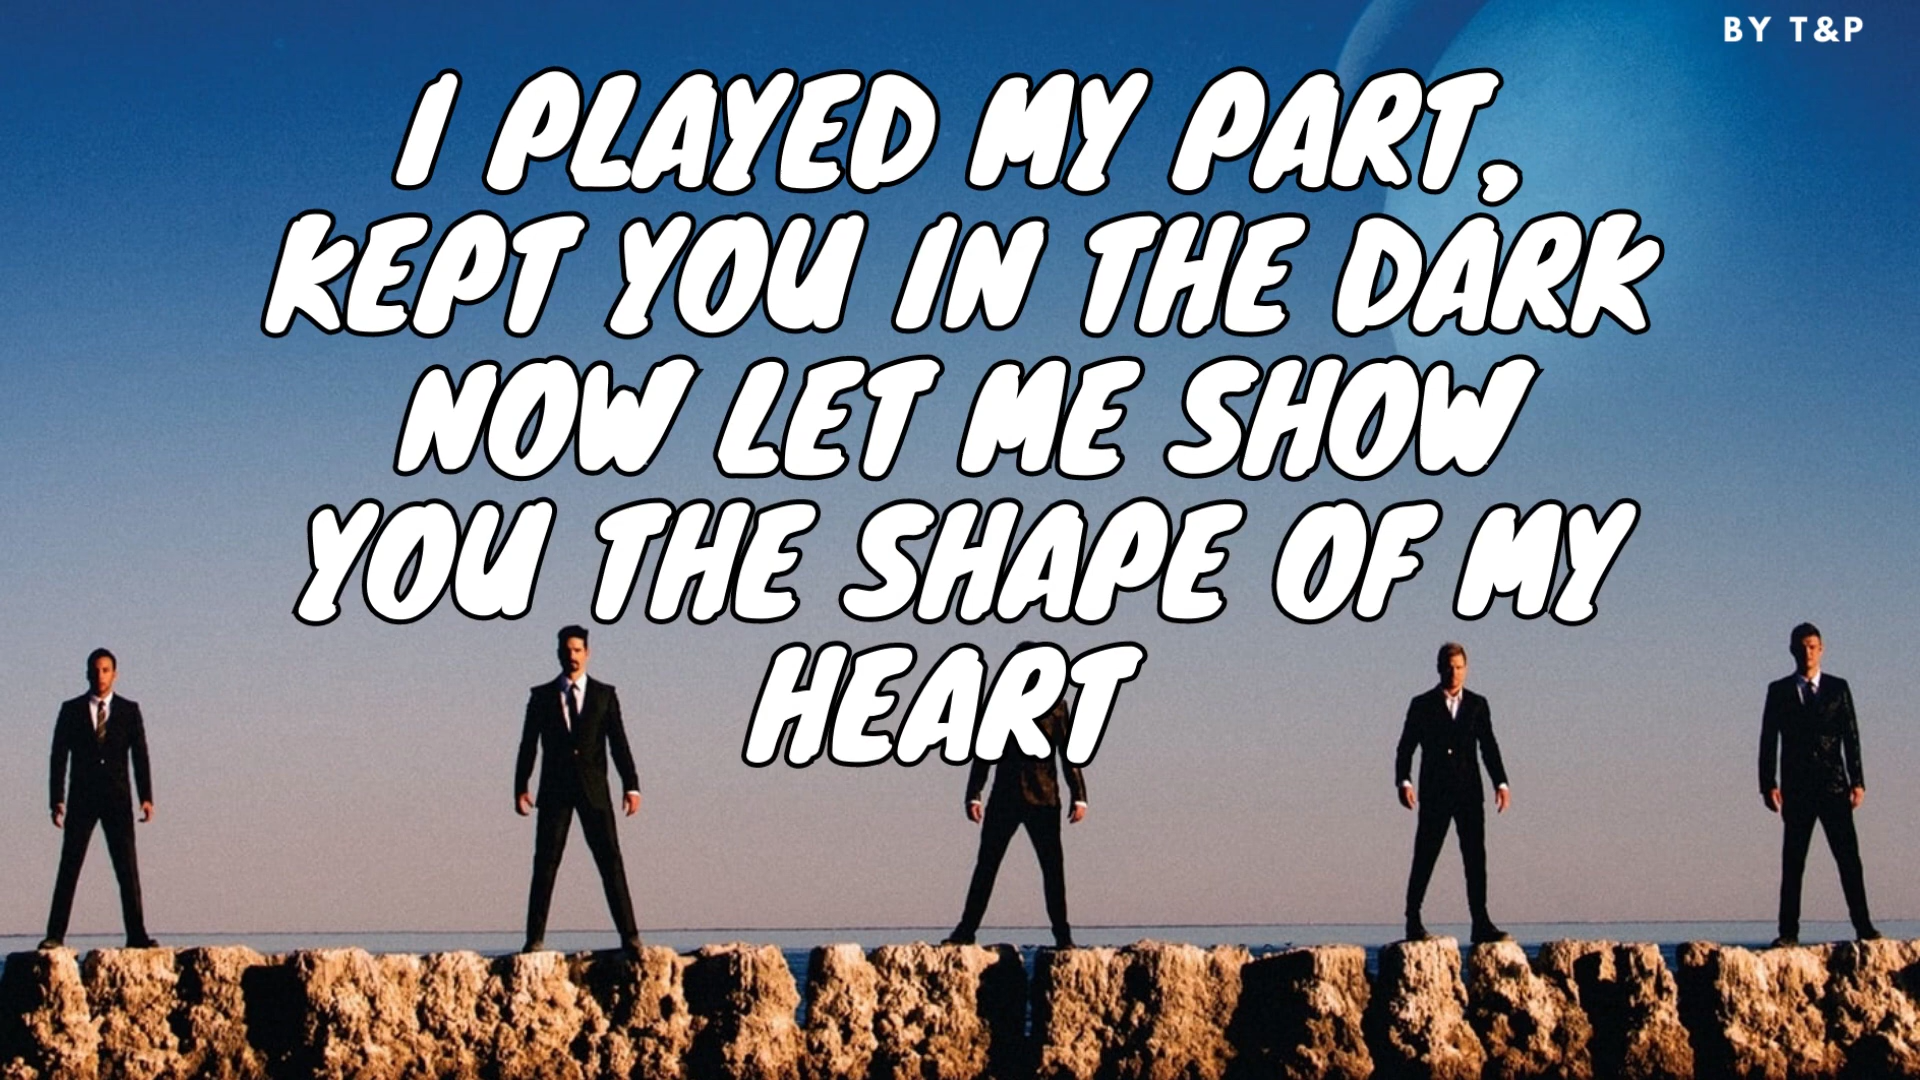 BY T&P
I PLAYED MY PART,
KEPT YOU IN THE DARK
NOW LET ME SHOW
YOU THE SHAPE OF MY
HEART